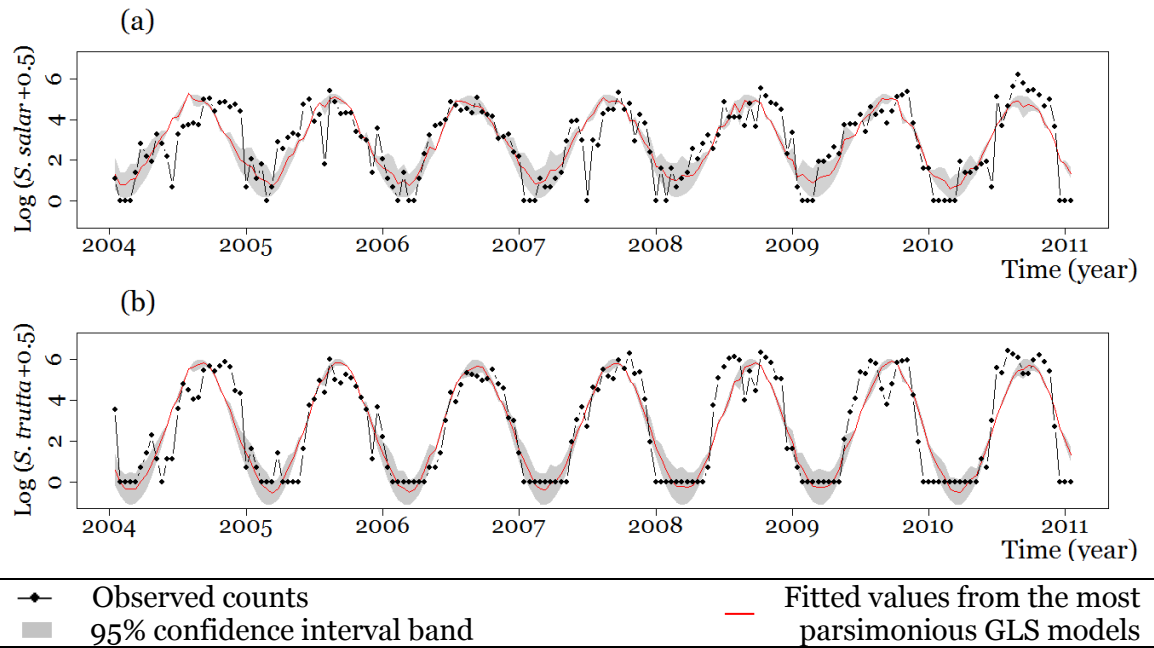 (a)
Log (S. salar +0.5)
6
4
2
0
2004 2005 2006 2007 2008 2009 2010 2011
Time (year)
(b)
Log (S. trutta+0.5)
6
4
2
0
2004 2005 2006 2007 2008 2009 2010 2011
Time (year)
Observed counts
95% confidence interval band
Fitted values from the most
parsimonious GLS models